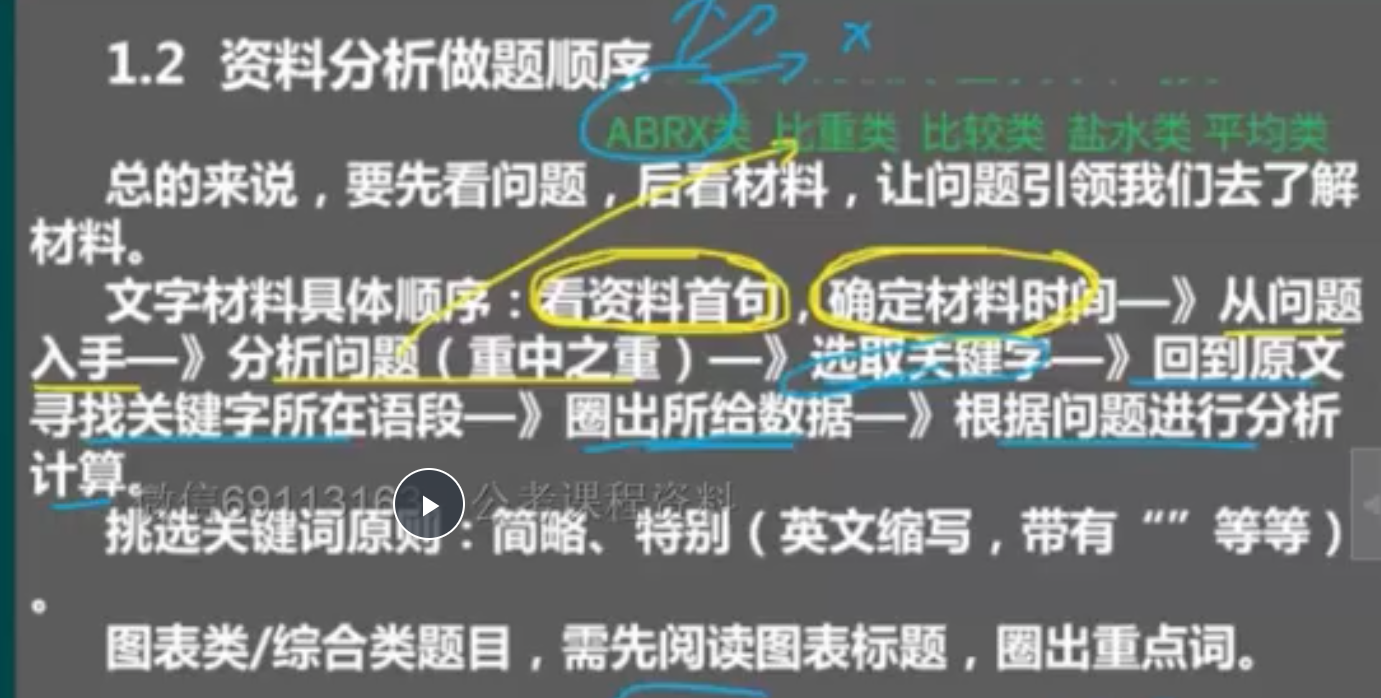 1.2 资料分析做题顺序
x
ABRX类 比重类 比较类 盐水类 平均类
总的来说，要先看问题，后看材料，让问题引领我们去了解
材料。
文字材料具体顺序：看资料首句，确定材料时间—》从问题
入手—》分析问题（重中之重）—》选取关键字—》回到原文
寻找关键字所在语段—》圈出所给数据—》根据问题进行分析
计算。
微信69113163 公考课程资料
挑选关键词原则：简略、特别（英文缩写，带有“”等等）
。
图表类/综合类题目，需先阅读图表标题，圈出重点词。